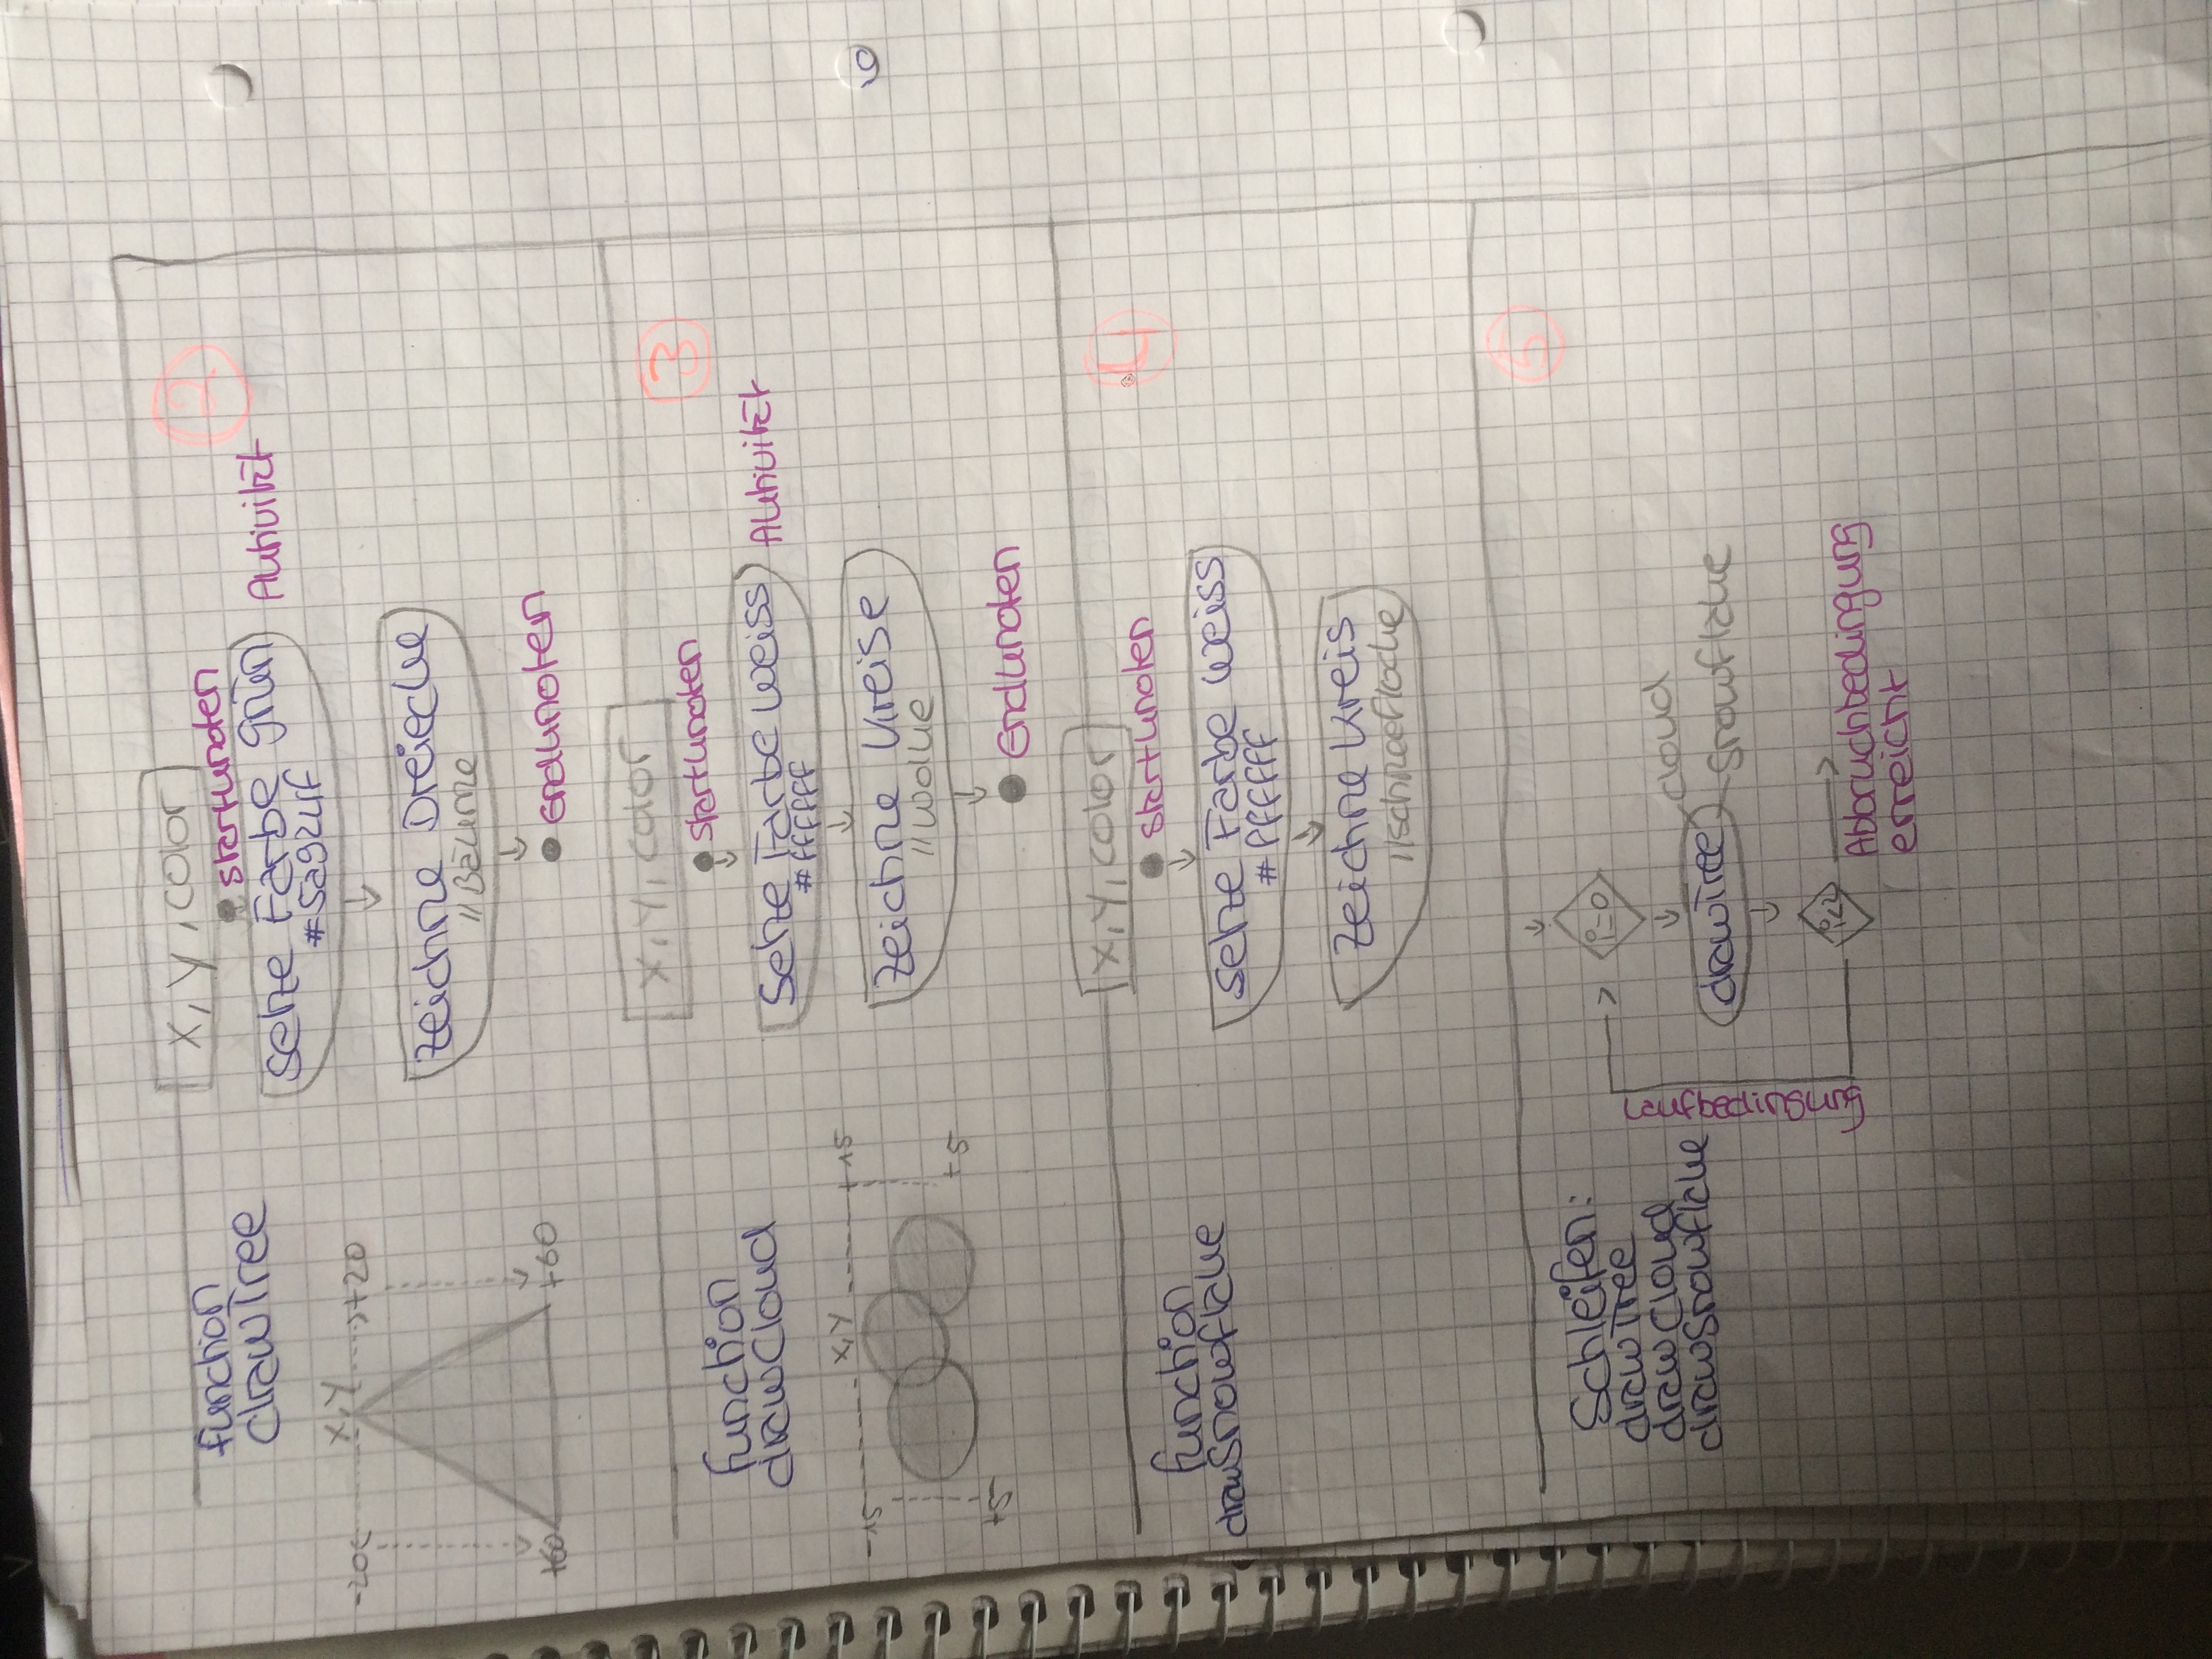 x, y, color
2
function
drawTree
Startknoten
setze Farbe grün
#5a924f
Aktivität
x, y
-20
+20
zeichne Dreiecke
//Bäume
+60
+60
Endknoten
x, y, color
3
Startknoten
function
drawCloud
Setze Farbe weiss
#ffffff
Aktivität
x, y
-15
+15
zeichne Kreise
//wolke
+5
+5
Endknoten
x, y, color
4
Startknoten
function
drawSnowflake
setze Farbe weiss
#ffffff
zeichne Kreis
//schneeflocke
5
Schleifen:
drawTree
drawCloud
drawSnowflake
i=0
Laufbedingung
drawTree
cloud
Snowflake
i<2
Abbruchbedingung
erreicht